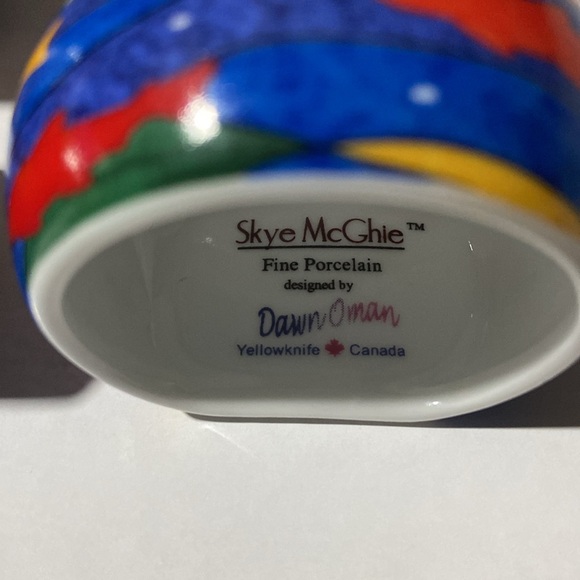 Skye McGhie™
Fine Porcelain
designed by
Dawn Oman
Yellowknife 🍁 Canada